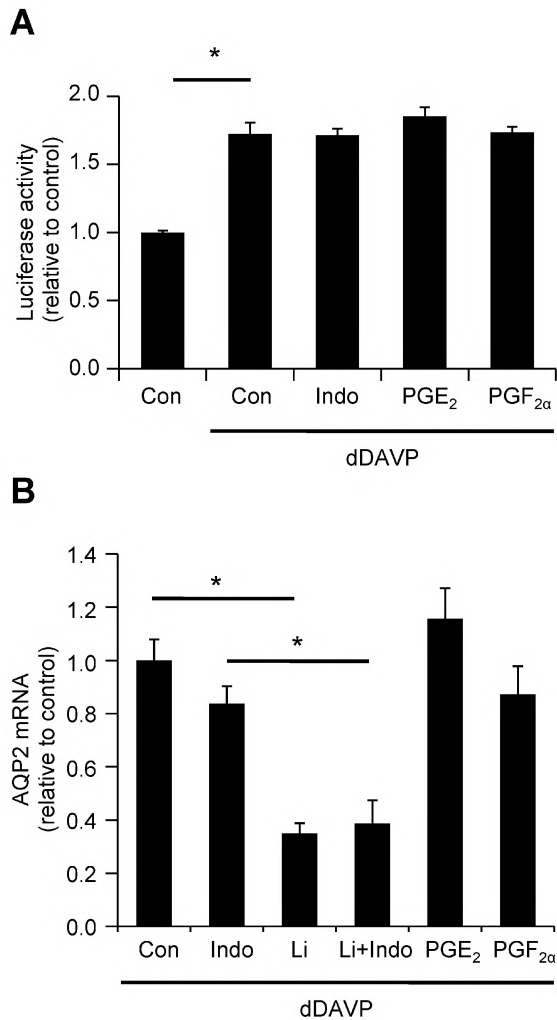 A
*
Luciferase activity
(relative to control)
2.0
1.5
1.0
0.5
0.0
Con Con Indo PGE₂ PGF₂α
dDAVP
B
*
*
AQP2 mRNA
(relative to control)
1.4
1.2
1.0
0.8
0.6
0.4
0.2
0.0
Con Indo Li Li+Indo PGE₂ PGF₂α
dDAVP